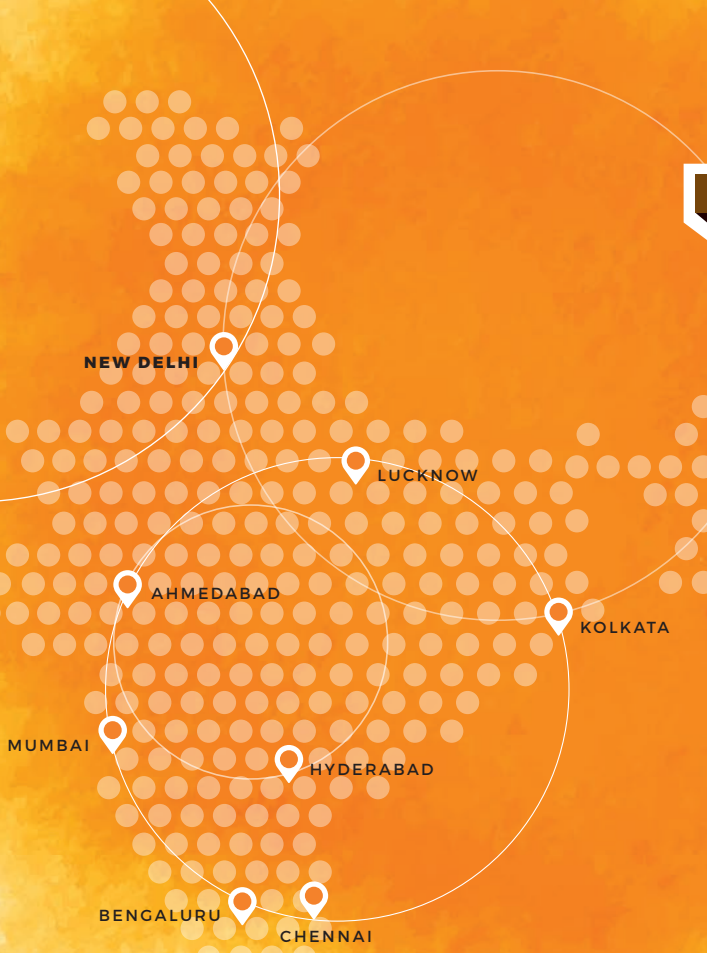 NEW DELHI
LUCKNOW
AHMEDABAD
KOLKATA
MUMBAI
HYDERABAD
BENGALURU
CHENNAI